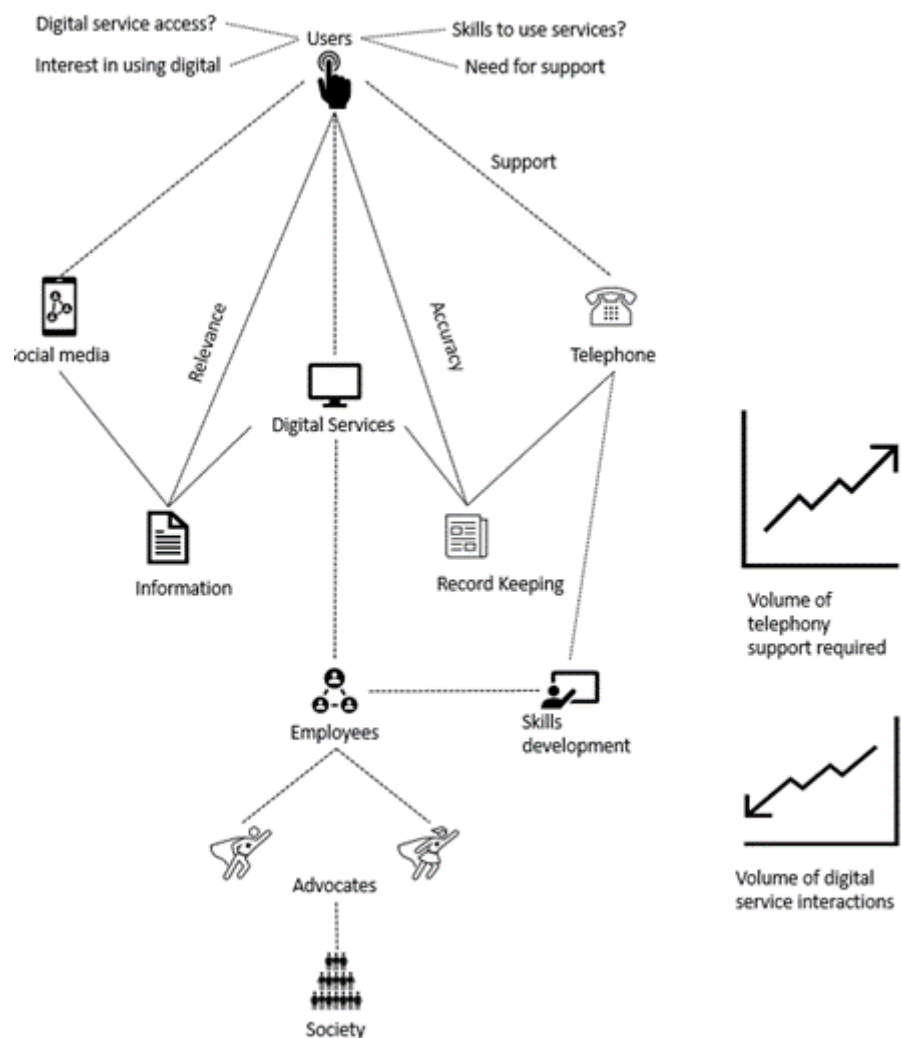 Digital service access?
Users
Skills to use services?
Interest in using digital
Need for support
Support
Relevance
Accuracy
ocial media
Telephone
Digital Services
Information
Record Keeping
Volume of
telephony
support required
Employees
Skills
development
Advocates
Volume of digital
service interactions
Society